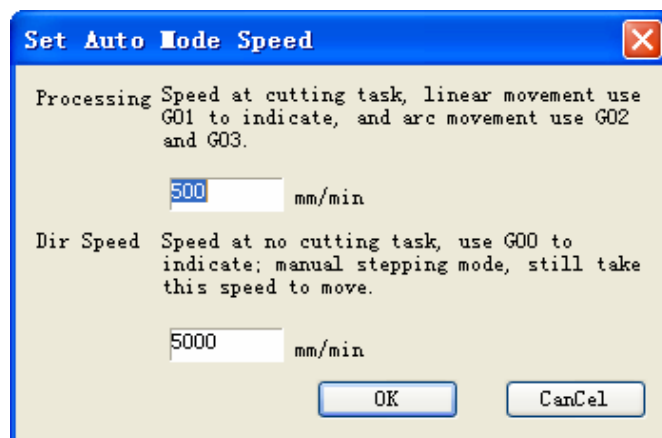 Set Auto Mode Speed
Processing Speed at cutting task, linear movement use
G01 to indicate, and arc movement use G02
and G03.
500 mm/min
Dir Speed Speed at no cutting task, use G00 to
indicate; manual stepping mode, still take
this speed to move.
5000 mm/min
OK CanCel